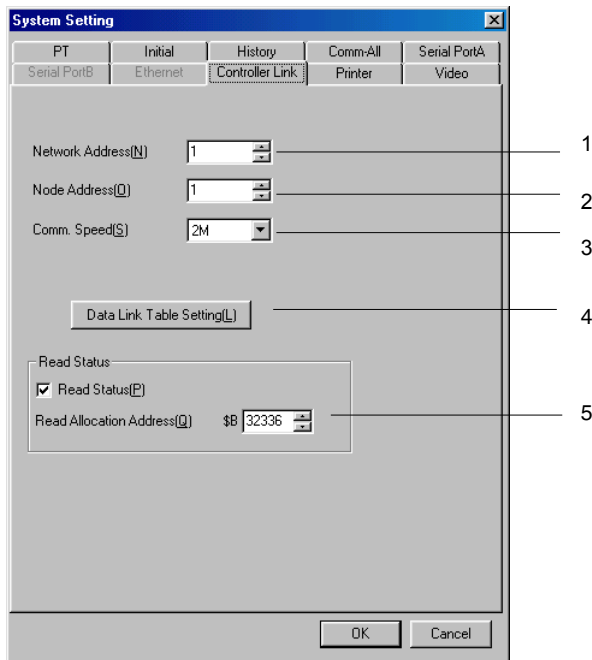 System Setting
PT Initial History Comm-All Serial PortA
Serial PortB Ethernet Controller Link Printer Video
Network Address(N) 1 1
Node Address(O) 1 2
Comm. Speed(S) 2M 3
Data Link Table Setting(L) 4
Read Status
Read Status(P)
Read Allocation Address(Q) $B 32336 5
OK Cancel